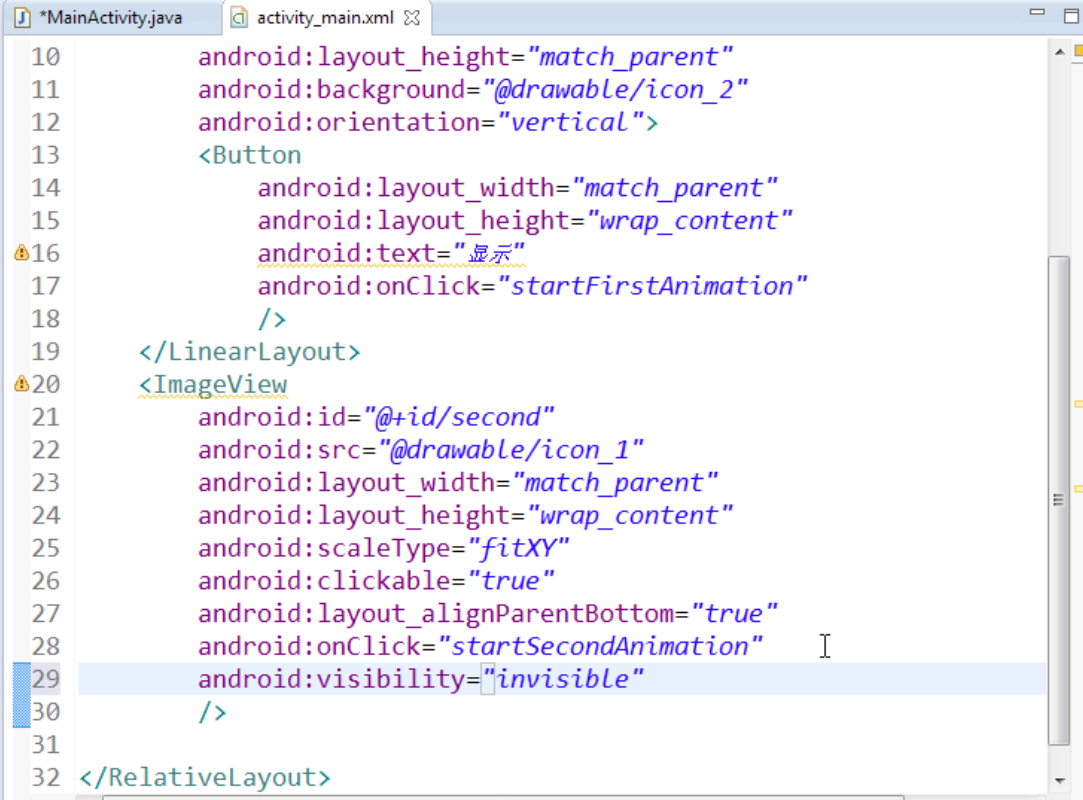 *MainActivity.java
activity_main.xml
10 android:layout_height="match_parent"
11 android:background="@drawable/icon_2"
12 android:orientation="vertical">
13 <Button
14 android:layout_width="match_parent"
15 android:layout_height="wrap_content"
16 android:text="显示"
17 android:onClick="startFirstAnimation"
18 />
19 </LinearLayout>
20 <ImageView
21 android:id="@+id/second"
22 android:src="@drawable/icon_1"
23 android:layout_width="match_parent"
24 android:layout_height="wrap_content"
25 android:scaleType="fitXY"
26 android:clickable="true"
27 android:layout_alignParentBottom="true"
28 android:onClick="startSecondAnimation"
29 android:visibility="invisible"
30 />
31
32 </RelativeLayout>